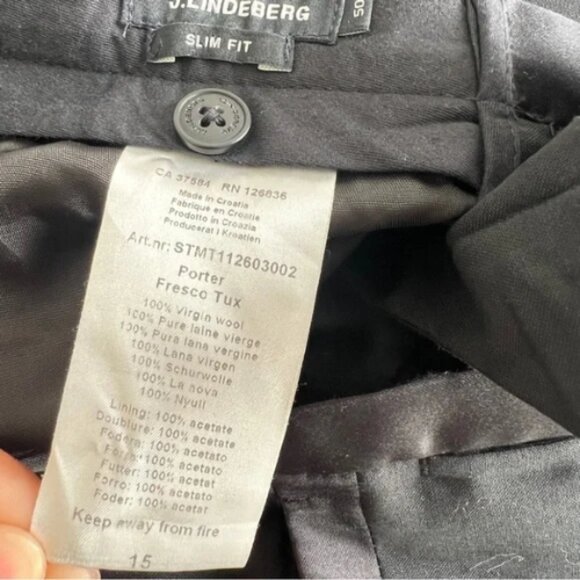 J.LINDEBERG
SLIM FIT
50
CA 37584 RN 126836
Made in Croatia
Fabrique en Croatie
Prodotto in Croazia
Producerat i Kroatien
Art.nr: STMT112603002
Porter
Fresco Tux
100% Virgin wool
100% Pure laine vierge
100% Pura lana vergine
100% Lana virgen
100% Schurwolle
100% La nova
100% Nyull
Lining: 100% acetate
Doublure: 100% acetate
Fodera: 100% acetato
Forro: 100% acetato
Futter: 100% acetat
Forro: 100% acetato
Foder: 100% acetat
Keep away from fire
15